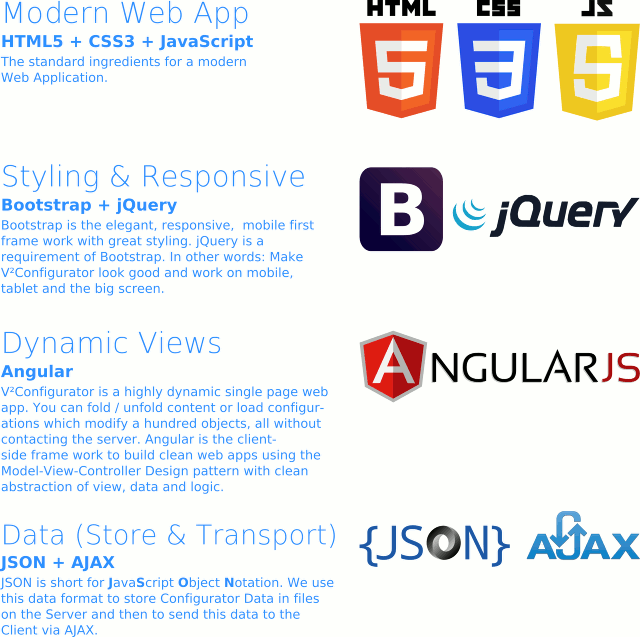 Modern Web App
HTML5 + CSS3 + JavaScript
The standard ingredients for a modern
Web Application.
HTML CSS JS
5 3 5
Styling & Responsive
Bootstrap + jQuery
Bootstrap is the elegant, responsive, mobile first
frame work with great styling. jQuery is a
requirement of Bootstrap. In other words: Make
V²Configurator look good and work on mobile,
tablet and the big screen.
B jQuery
Dynamic Views
Angular
V²Configurator is a highly dynamic single page web
app. You can fold / unfold content or load configur-
ations which modify a hundred objects, all without
contacting the server. Angular is the client-
side frame work to build clean web apps using the
Model-View-Controller Design pattern with clean
abstraction of view, data and logic.
ANGULARJS
Data (Store & Transport)
JSON + AJAX
JSON is short for JavaScript Object Notation. We use
this data format to store Configurator Data in files
on the Server and then to send this data to the
Client via AJAX.
{JSON} AJAX